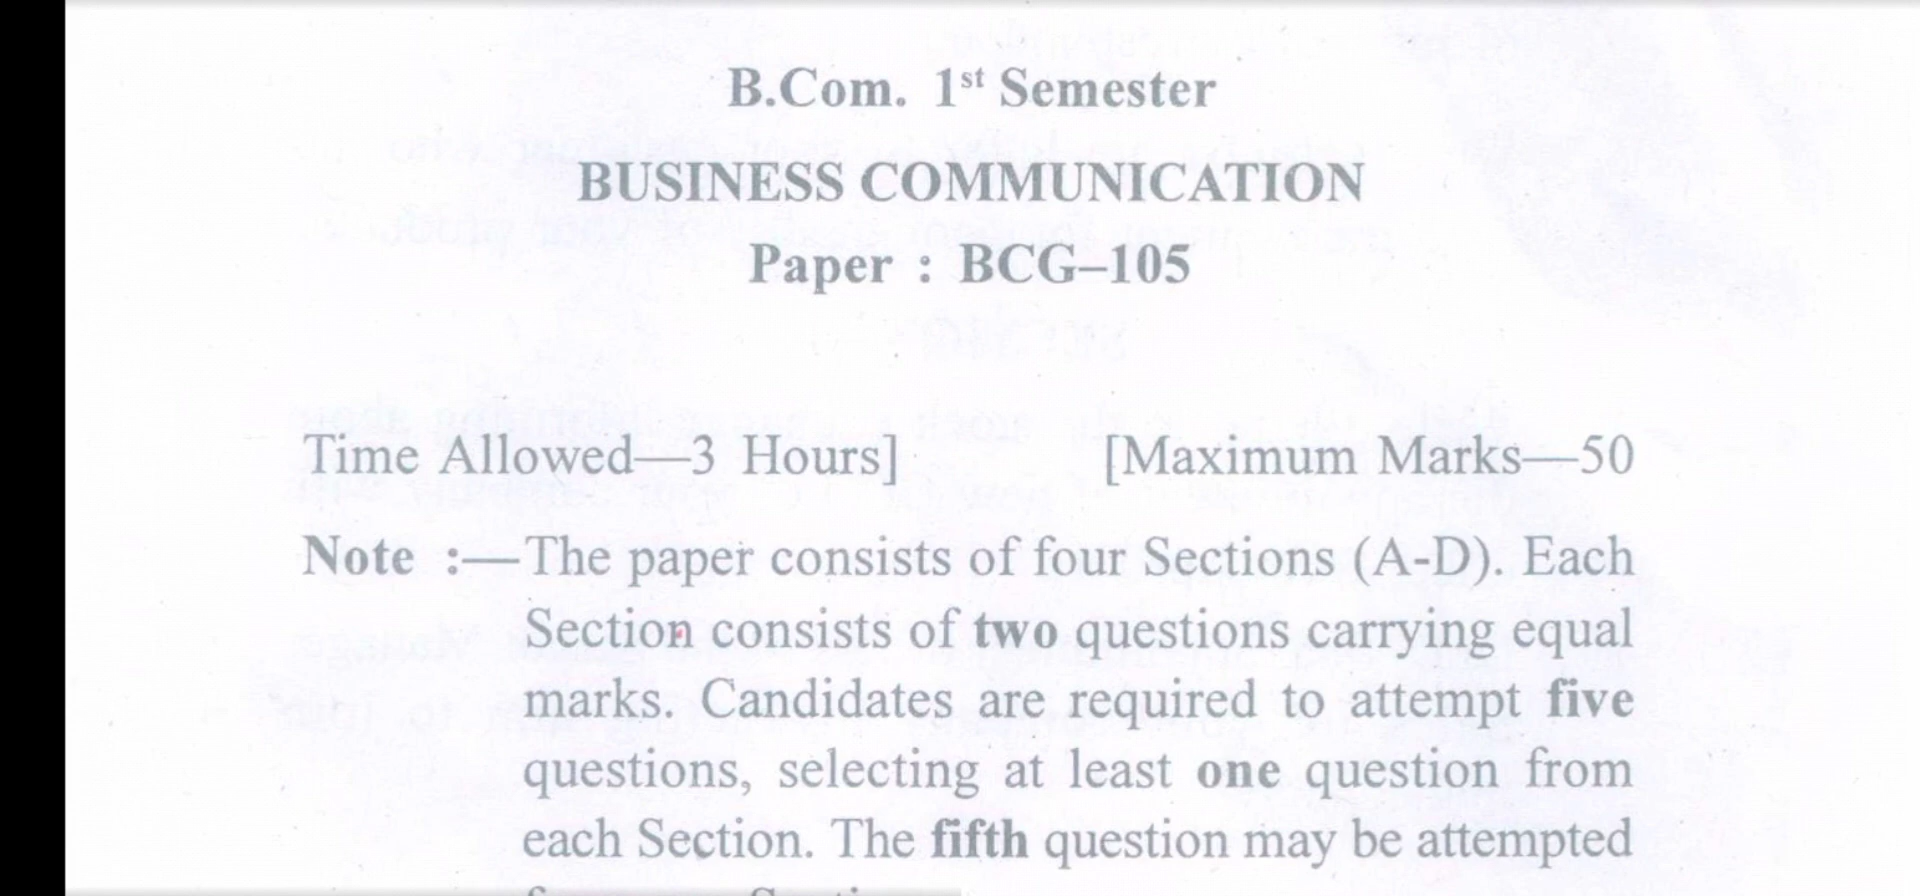 B.Com. 1st Semester
BUSINESS COMMUNICATION
Paper : BCG–105
Time Allowed—3 Hours] [Maximum Marks—50
Note :—The paper consists of four Sections (A-D). Each
Section consists of two questions carrying equal
marks. Candidates are required to attempt five
questions, selecting at least one question from
each Section. The fifth question may be attempted